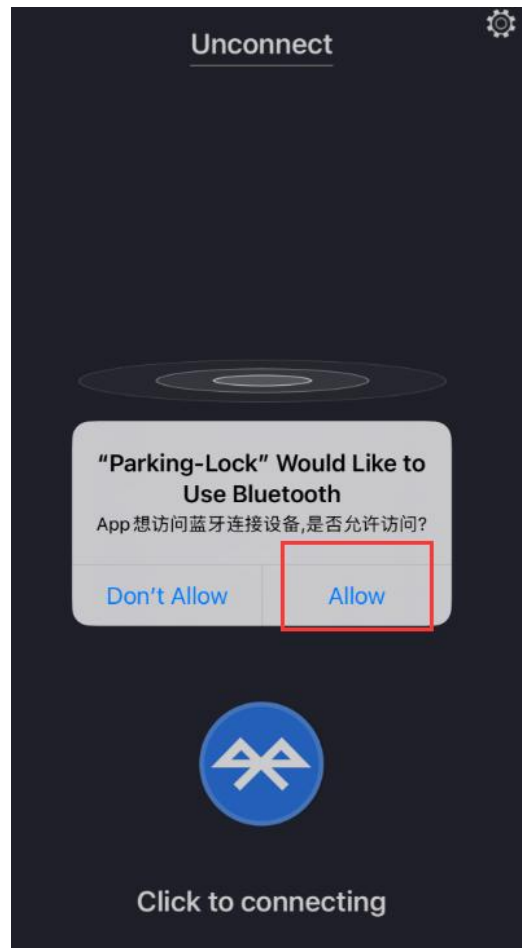 Unconnect
“Parking-Lock” Would Like to
Use Bluetooth
App想访问蓝牙连接设备,是否允许访问?
Don’t Allow
Allow
Click to connecting